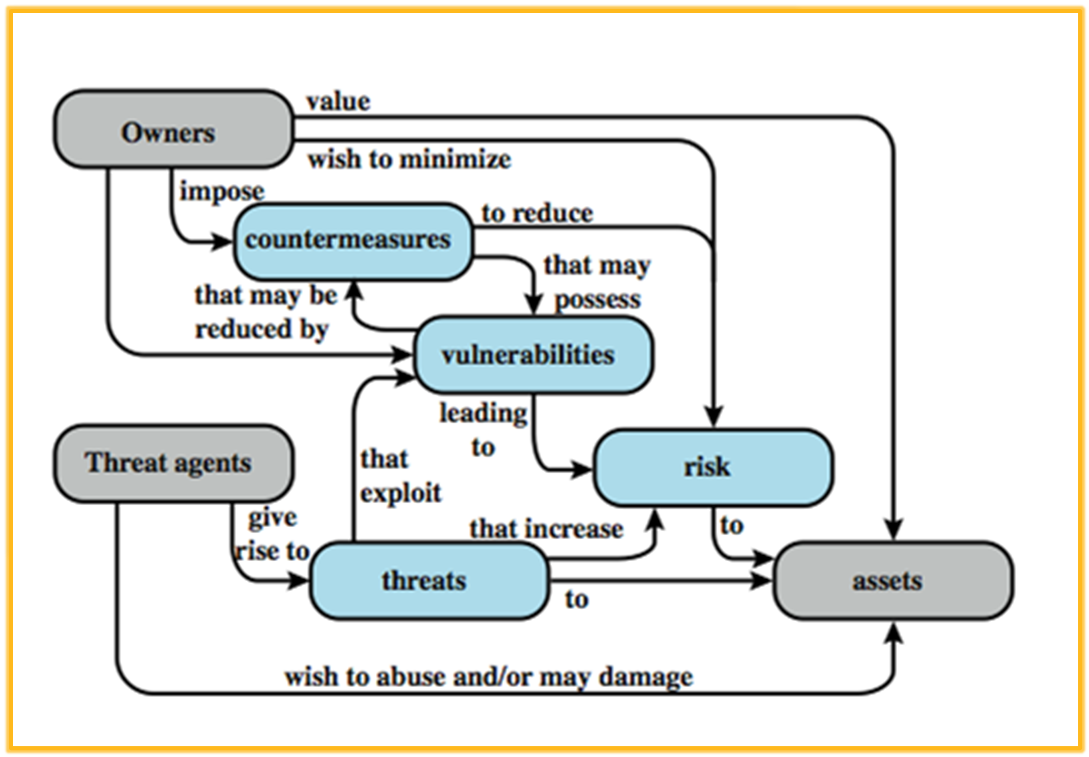 value
Owners
wish to minimize
impose
to reduce
countermeasures
that may
possess
that may be
reduced by
vulnerabilities
leading
to
Threat agents
that
exploit
risk
give
rise to
that increase
to
threats
to
assets
wish to abuse and/or may damage